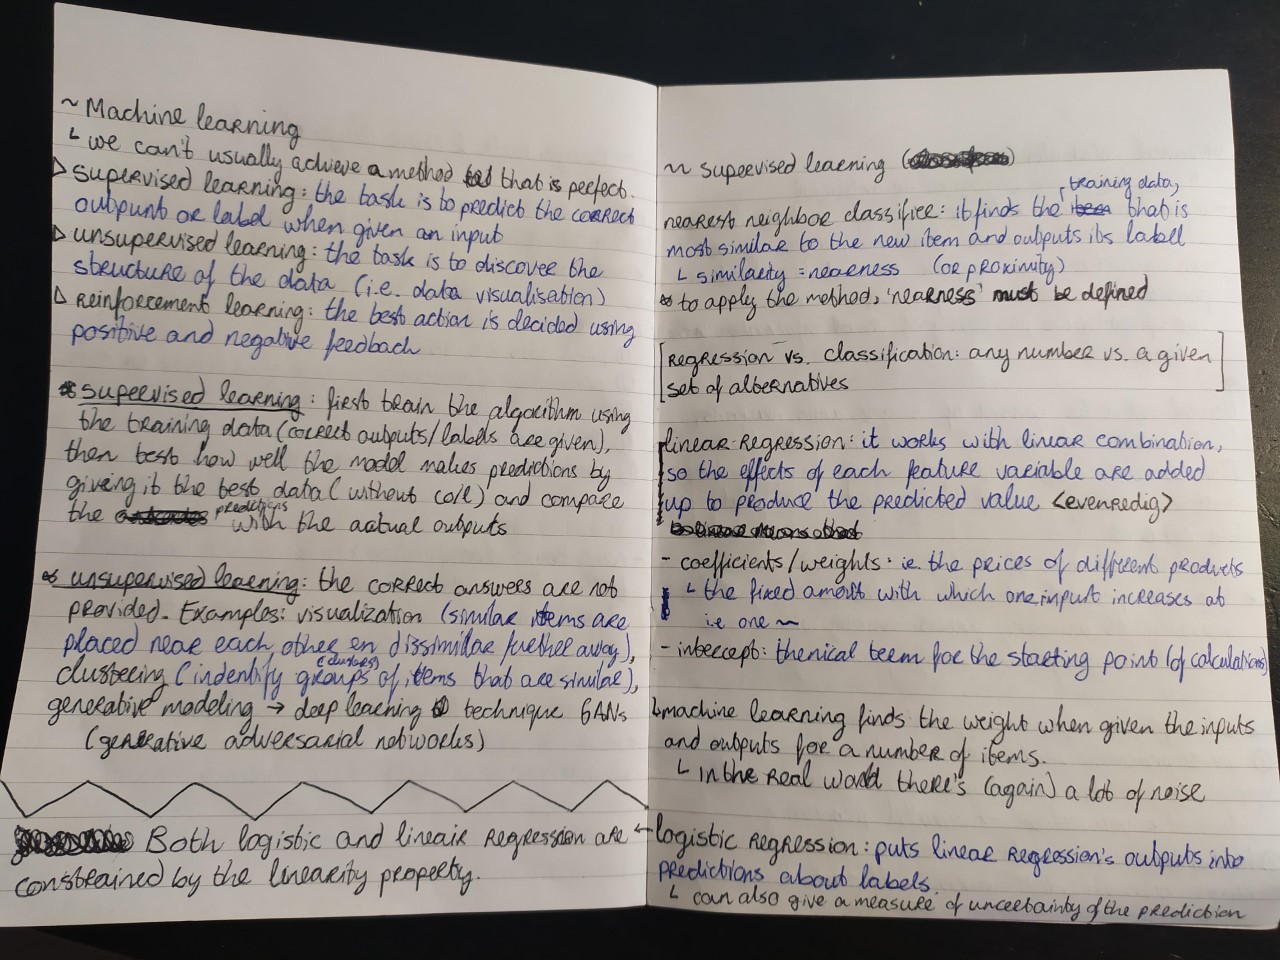 ~ Machine learning
└ we can't usually achieve a method that is perfect.
▷ supervised learning: the task is to predict the correct
outpunt or label when given an input
▷ unsupervised learning: the task is to discover the
structure of the data (i.e. data visualisation)
▷ reinforcement learning: the best action is decided using
positive and negative feedback
* supervised learning: first train the algorithm using
the training data (correct outputs/labels are given),
then test how well the model makes predictions by
giving it the test data (without co/l) and compare
the predictions with the actual outputs
* unsupervised learning: the correct answers are not
provided. Examples: visualization (similar items are
placed near each other en dissimilar further away),
clustering (indentify groups (clusters) of items that are similar),
generative modeling → deep learning technique GANs
(generative adversarial networks)
Both logistic and lineair regression are
constrained by the linearity property.
~ supervised learning
nearest neighbor classifier: it finds the training data, that is
most similar to the new item and outputs its labell
└ similarity = nearness (or proximity)
* to apply the method, 'nearness' must be defined
[regression vs. classification: any number vs. a given
set of alternatives]
linear regression: it works with linear combination,
so the effects of each feature variable are added
up to produce the predicted value <evenredig>
- coefficients/weights: i.e. the prices of different products
└ the fixed amount with which one input increases at
i.e one ~
- intercept: thenical term for the starting point (of calculations)
└ machine learning finds the weight when given the inputs
and outputs for a number of items.
└ in the real world there's (again) a lot of noise
← logistic regression: puts linear regression's outputs into
predictions about labels.
└ can also give a measure of uncertainty of the prediction